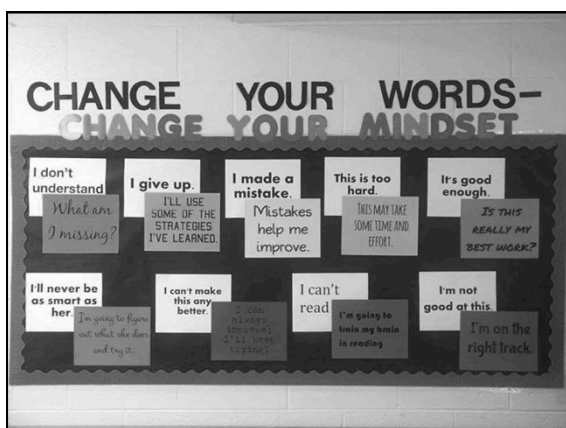 CHANGE YOUR WORDS-
CHANGE YOUR MINDSET
I don't
understand
What am
I missing?
I give up.
I'LL USE
SOME OF THE
STRATEGIES
I'VE LEARNED.
I made a
mistake.
Mistakes
help me
improve.
This is too
hard.
THIS MAY TAKE
SOME TIME AND
EFFORT.
It's good
enough.
IS THIS
REALLY MY
BEST WORK?
I'll never be
as smart as
her.
I'm going to figure
out what she does
and try it.
I can't make
this any
better.
I can
always
improve;
I'll keep
trying!
I can't
read
I'm going to
train my brain
in reading
I'm not
good at this.
I'm on the
right track.